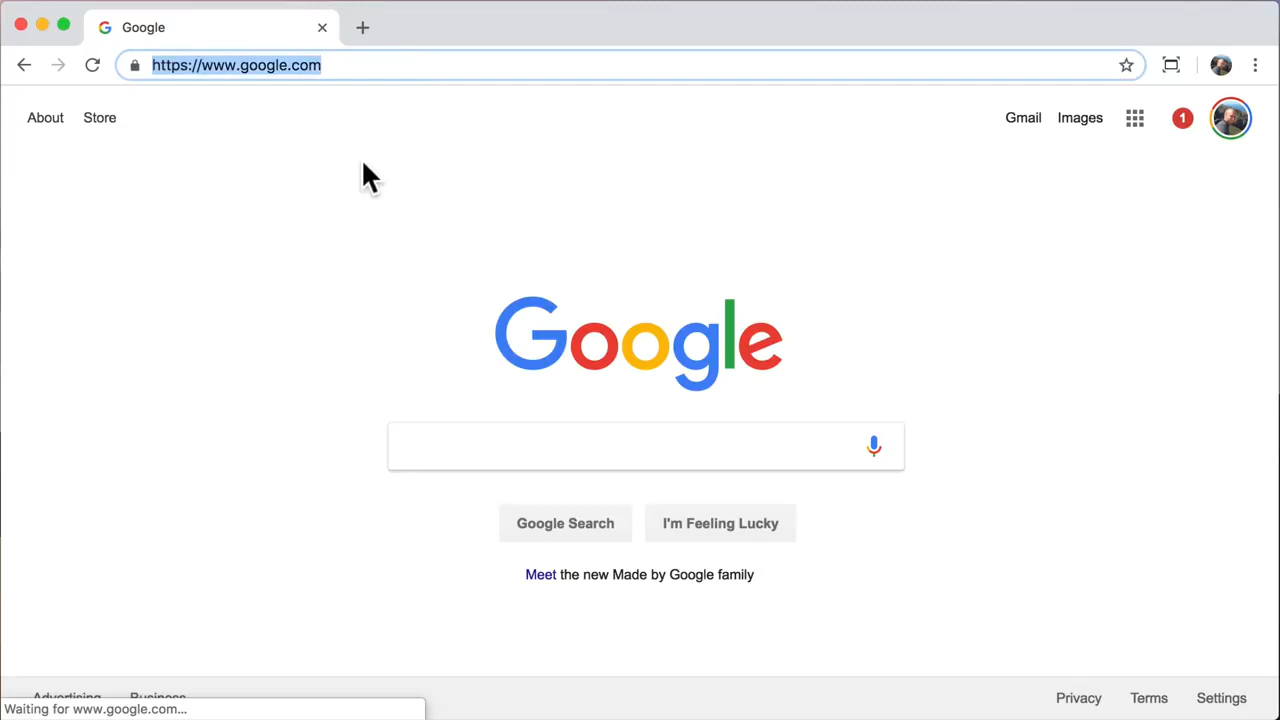 Google
https://www.google.com
About Store Gmail Images 1
Google
Google Search I'm Feeling Lucky
Meet the new Made by Google family
Advertising Business Privacy Terms Settings
Waiting for www.google.com...